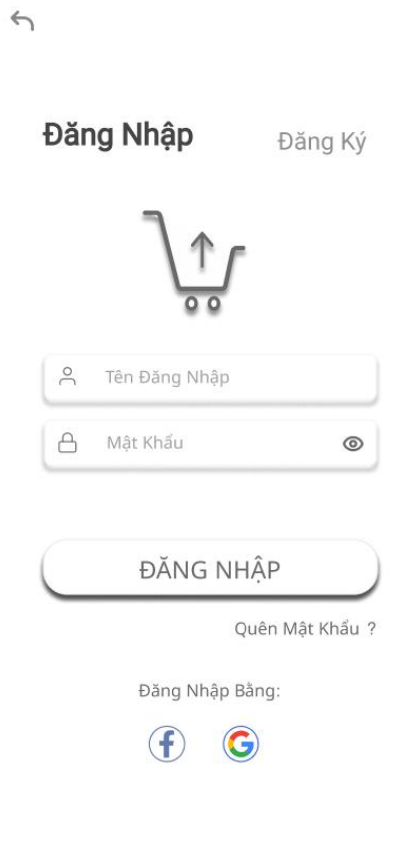 Đăng Nhập
Đăng Ký
Tên Đăng Nhập
Mật Khẩu
ĐĂNG NHẬP
Quên Mật Khẩu ?
Đăng Nhập Bằng: